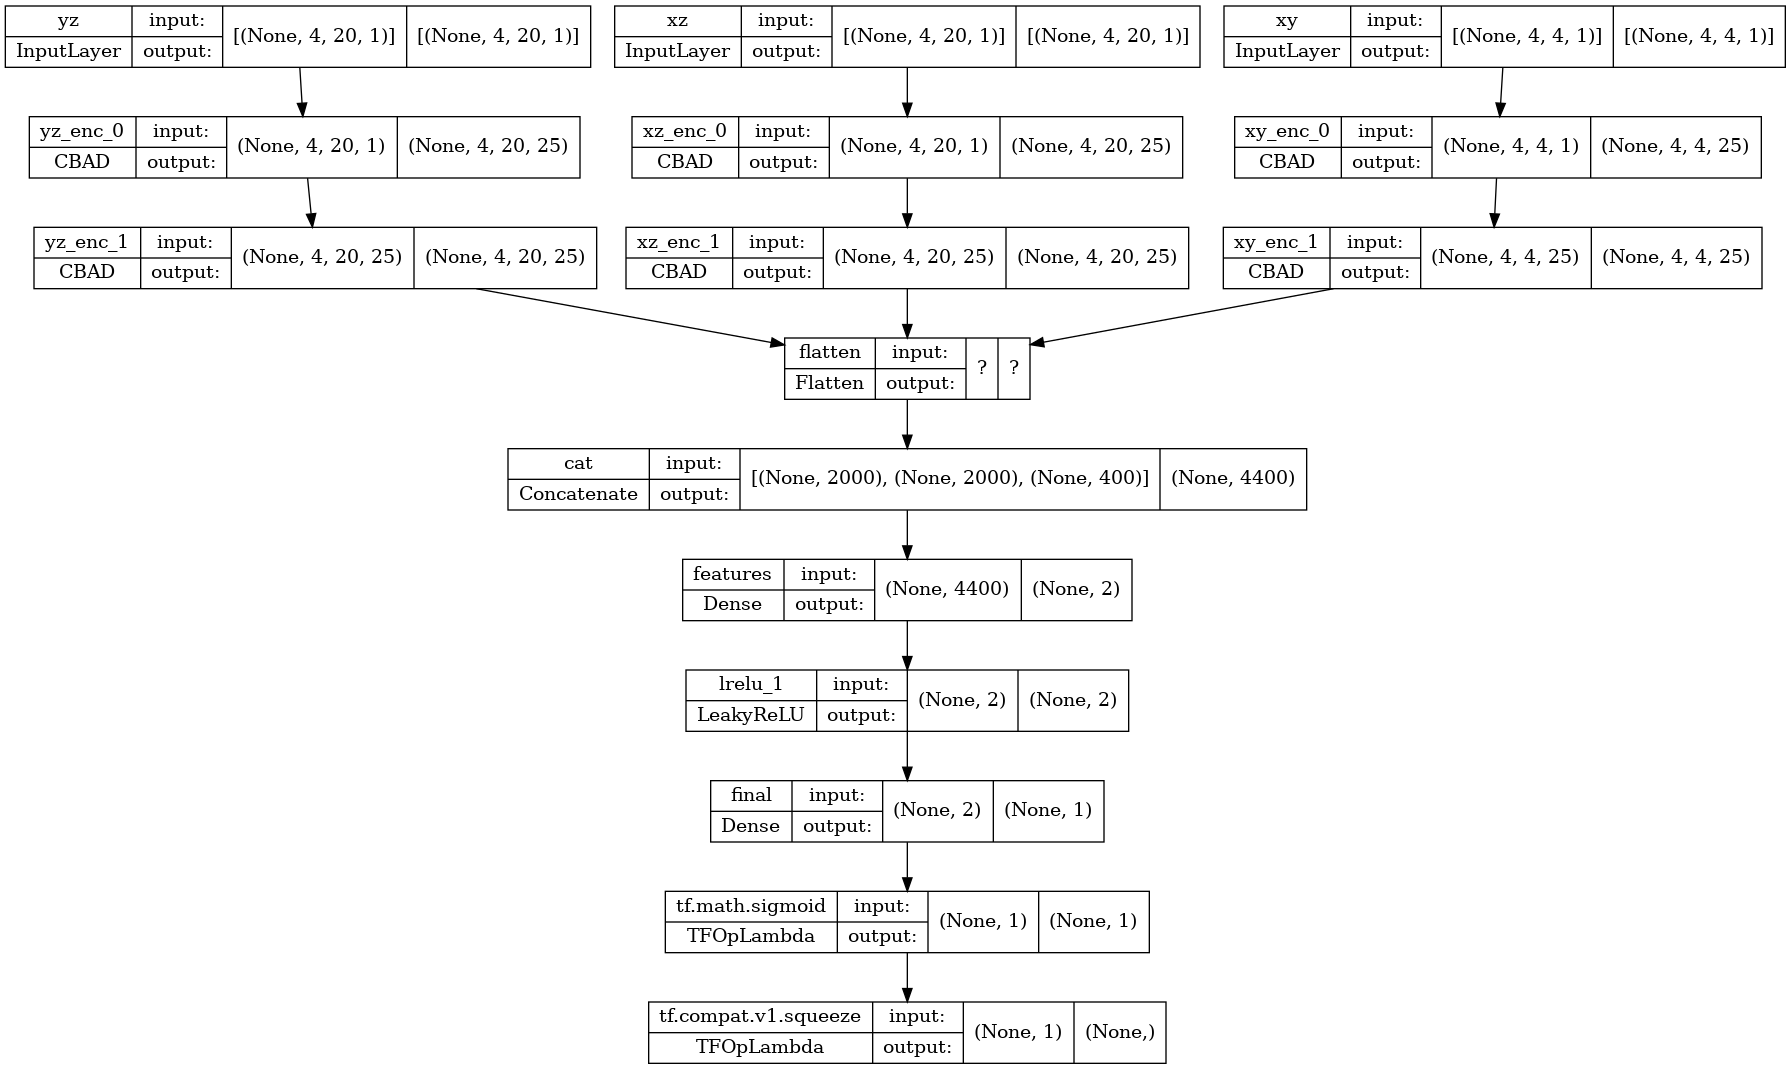 yz input: [(None, 4, 20, 1)] [(None, 4, 20, 1)]
InputLayer output:
xz input: [(None, 4, 20, 1)] [(None, 4, 20, 1)]
InputLayer output:
xy input: [(None, 4, 4, 1)] [(None, 4, 4, 1)]
InputLayer output:
yz_enc_0 input: (None, 4, 20, 1) (None, 4, 20, 25)
CBAD output:
xz_enc_0 input: (None, 4, 20, 1) (None, 4, 20, 25)
CBAD output:
xy_enc_0 input: (None, 4, 4, 1) (None, 4, 4, 25)
CBAD output:
yz_enc_1 input: (None, 4, 20, 25) (None, 4, 20, 25)
CBAD output:
xz_enc_1 input: (None, 4, 20, 25) (None, 4, 20, 25)
CBAD output:
xy_enc_1 input: (None, 4, 4, 25) (None, 4, 4, 25)
CBAD output:
flatten input: ? ?
Flatten output:
cat input: [(None, 2000), (None, 2000), (None, 400)] (None, 4400)
Concatenate output:
features input: (None, 4400) (None, 2)
Dense output:
lrelu_1 input: (None, 2) (None, 2)
LeakyReLU output:
final input: (None, 2) (None, 1)
Dense output:
tf.math.sigmoid input: (None, 1) (None, 1)
TFOpLambda output:
tf.compat.v1.squeeze input: (None, 1) (None,)
TFOpLambda output: